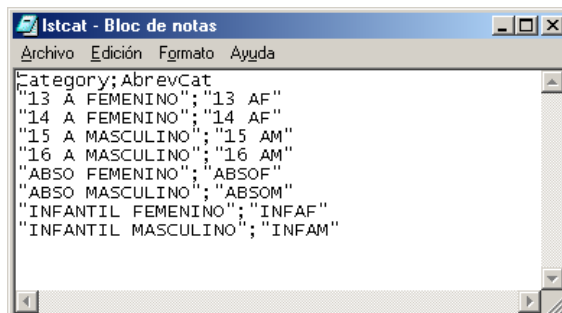 lstcat - Bloc de notas
Archivo Edición Formato Ayuda
Category;AbrevCat
"13 A FEMENINO";"13 AF"
"14 A FEMENINO";"14 AF"
"15 A MASCULINO";"15 AM"
"16 A MASCULINO";"16 AM"
"ABSO FEMENINO";"ABSOF"
"ABSO MASCULINO";"ABSOM"
"INFANTIL FEMENINO";"INFAF"
"INFANTIL MASCULINO";"INFAM"